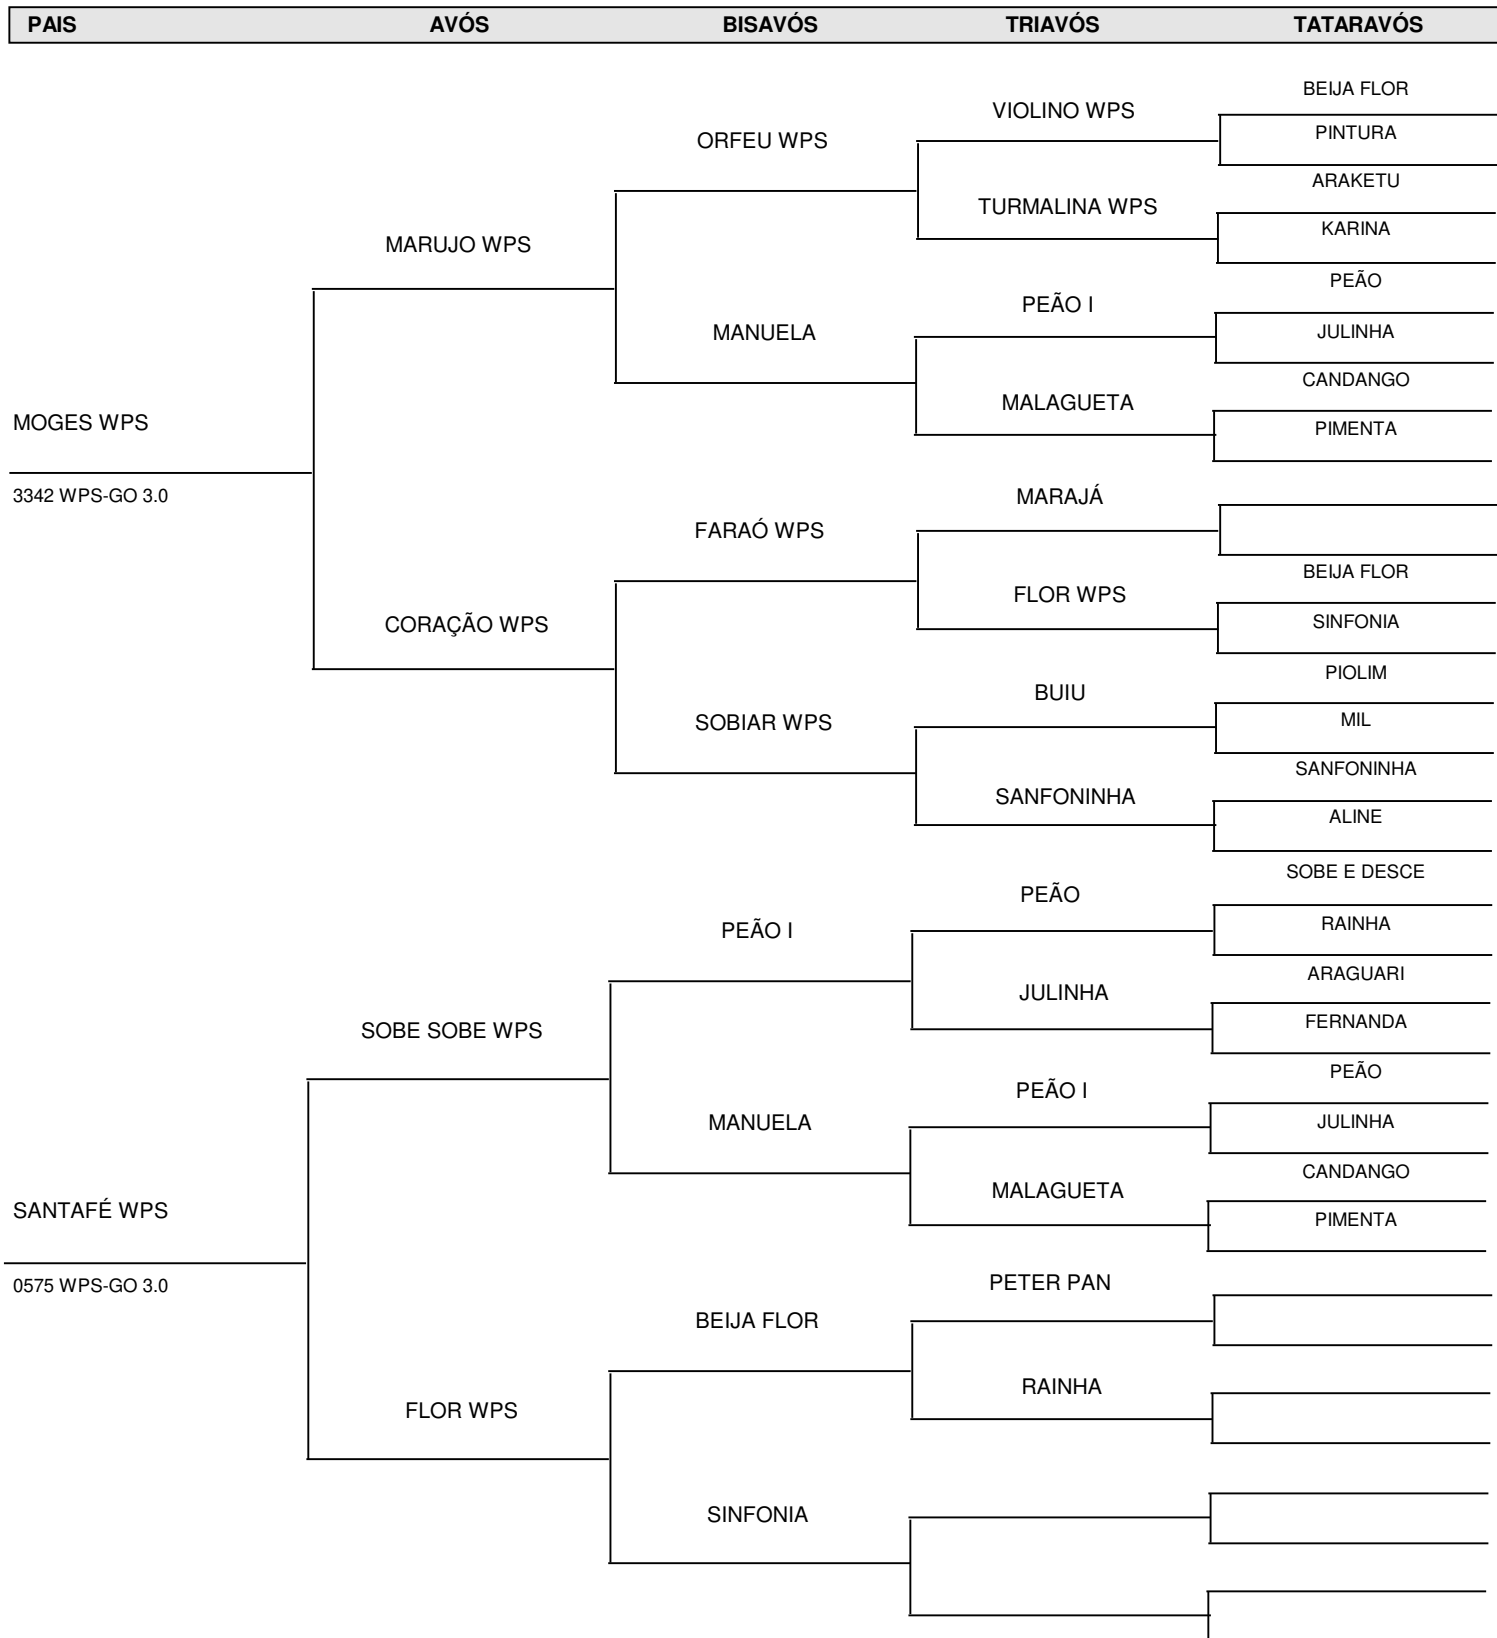 PAIS AVÓS BISAVÓS TRIAVÓS TATARAVÓS
BEIJA FLOR
VIOLINO WPS
PINTURA
ORFEU WPS
ARAKETU
TURMALINA WPS
KARINA
MARUJO WPS
PEÃO
PEÃO I
MANUELA
JULINHA
CANDANGO
MALAGUETA
MOGES WPS
PIMENTA
3342 WPS-GO 3.0
MARAJÁ
FARAÓ WPS
BEIJA FLOR
FLOR WPS
CORAÇÃO WPS
SINFONIA
PIOLIM
BUIU
SOBIAR WPS
MIL
SANFONINHA
SANFONINHA
ALINE
SOBE E DESCE
PEÃO
PEÃO I
RAINHA
ARAGUARI
JULINHA
SOBE SOBE WPS
FERNANDA
PEÃO
PEÃO I
MANUELA
JULINHA
CANDANGO
MALAGUETA
SANTAFÉ WPS
PIMENTA
0575 WPS-GO 3.0
PETER PAN
BEIJA FLOR
RAINHA
FLOR WPS
SINFONIA